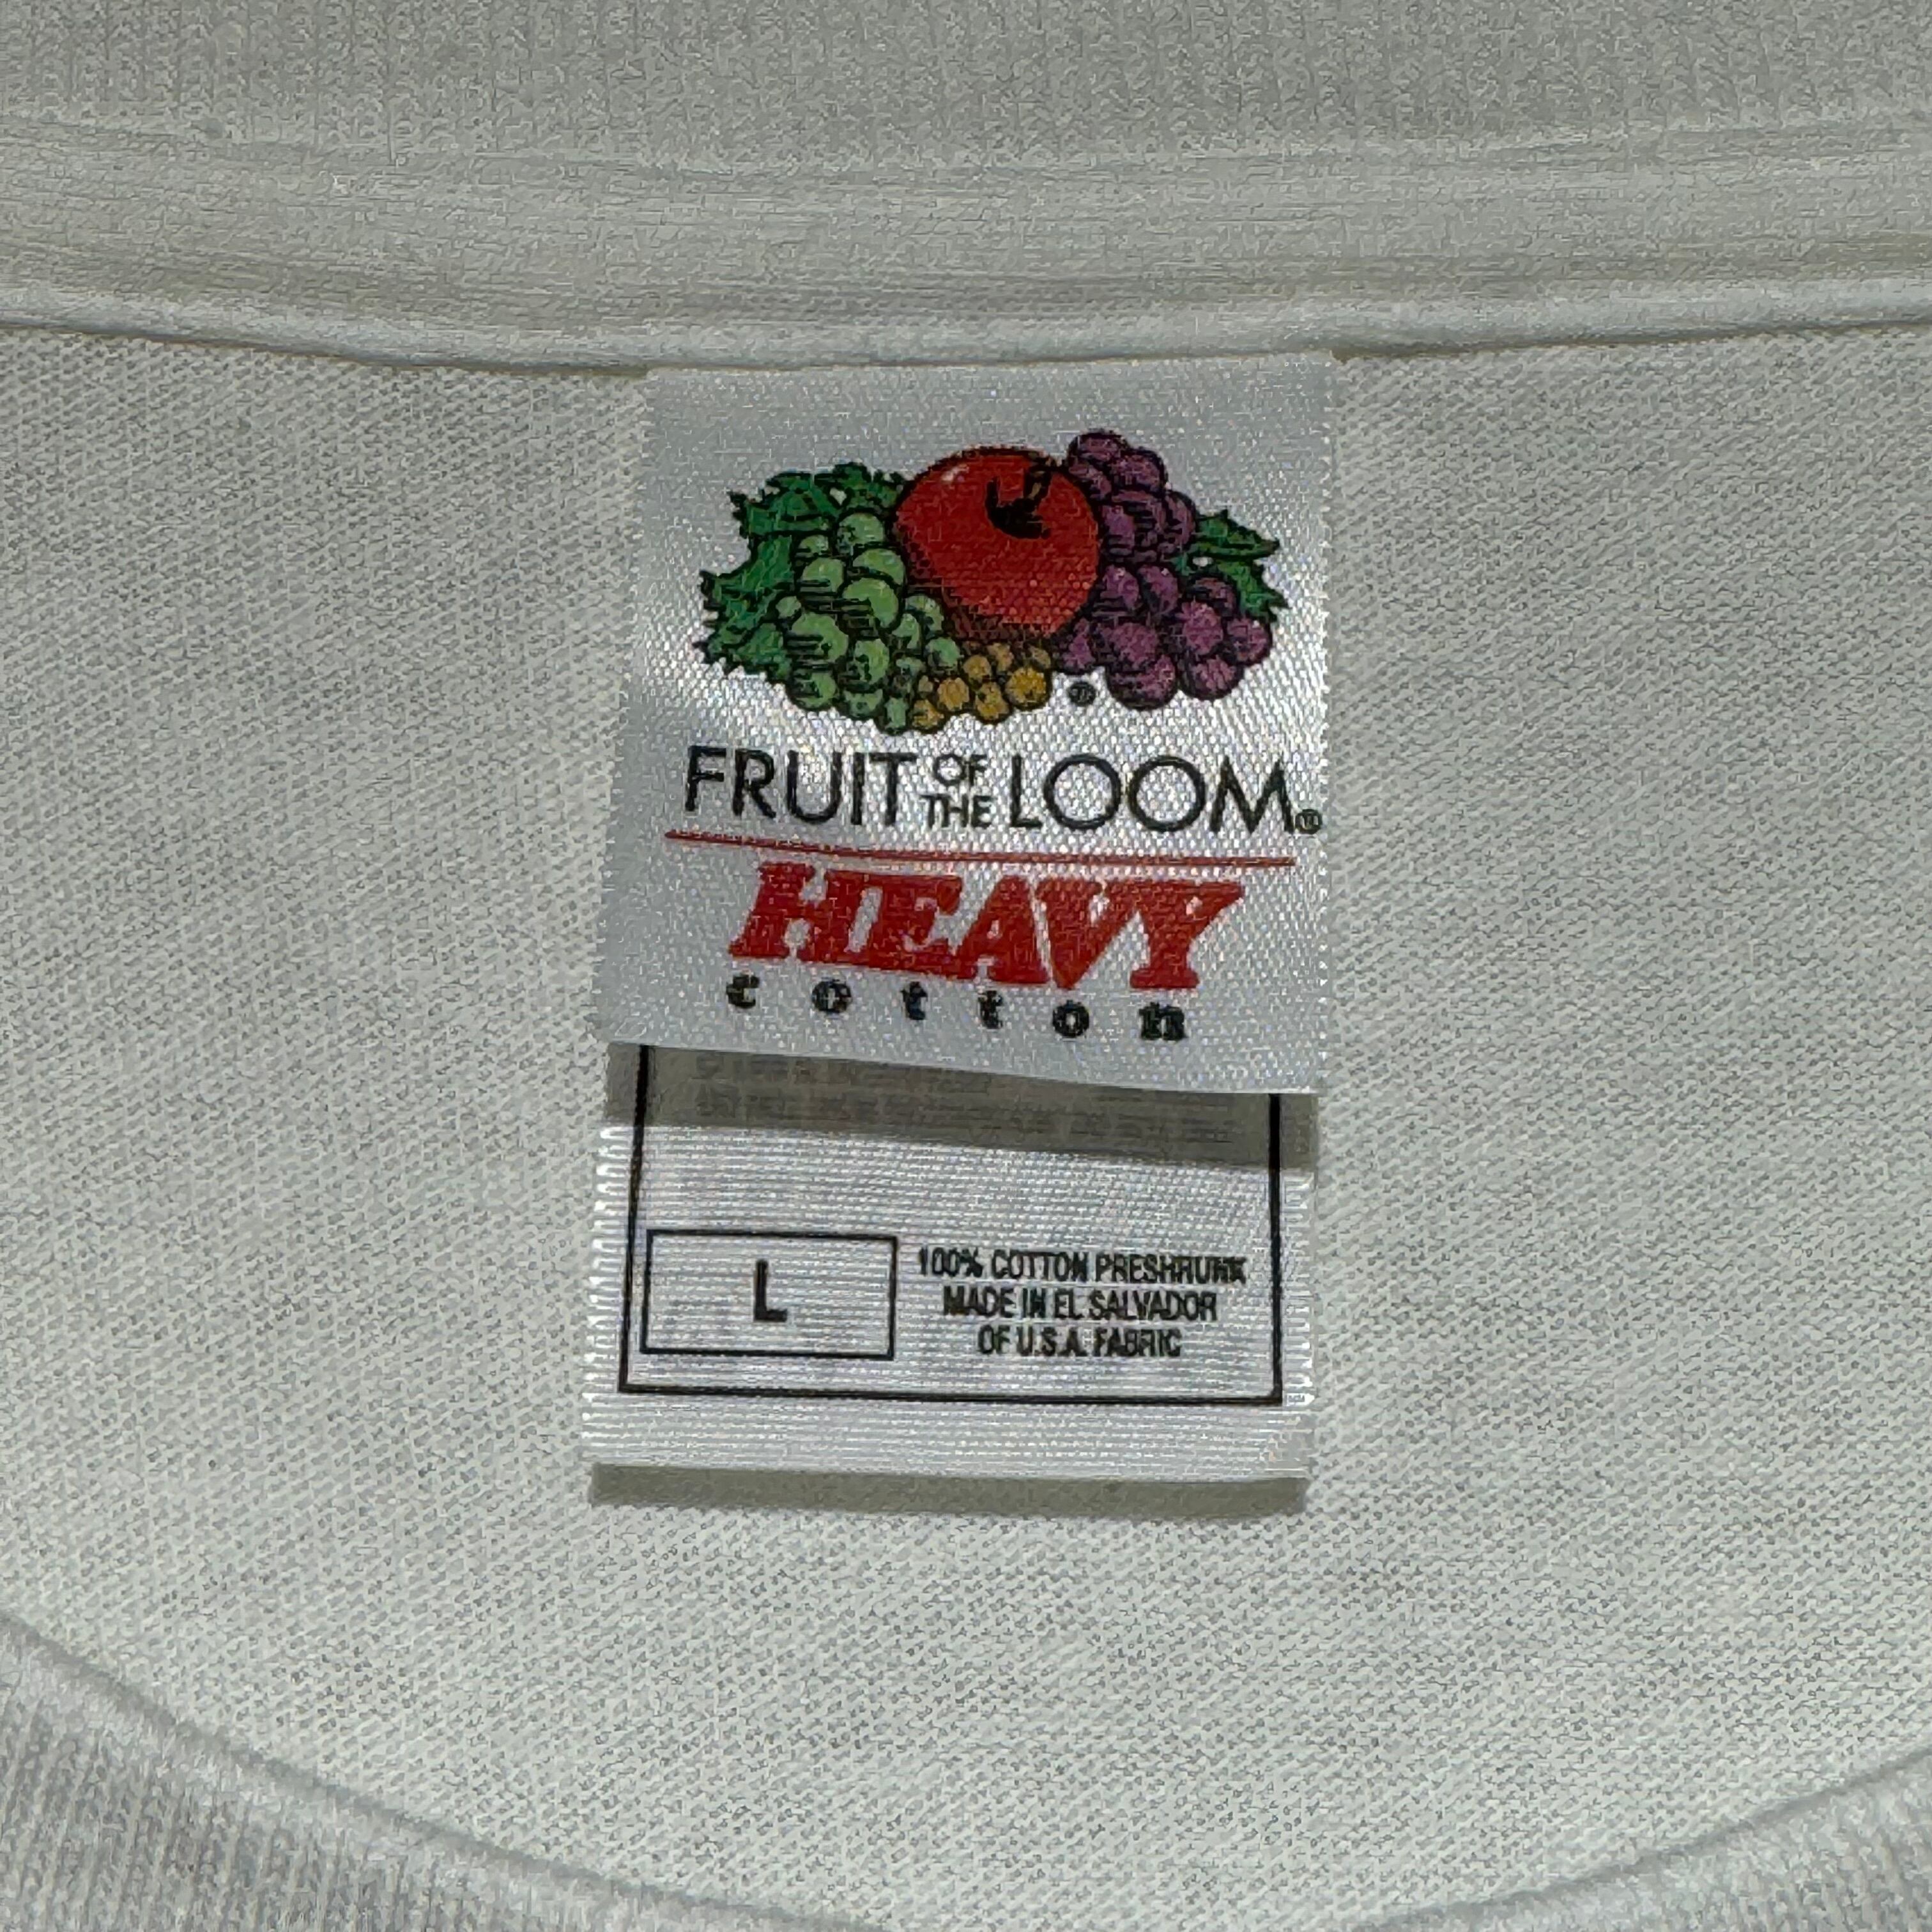 FRUIT OF THE LOOM®
HEAVY
cotton
L
100% COTTON PRESHRUNK
MADE IN EL SALVADOR
OF U.S.A. FABRIC